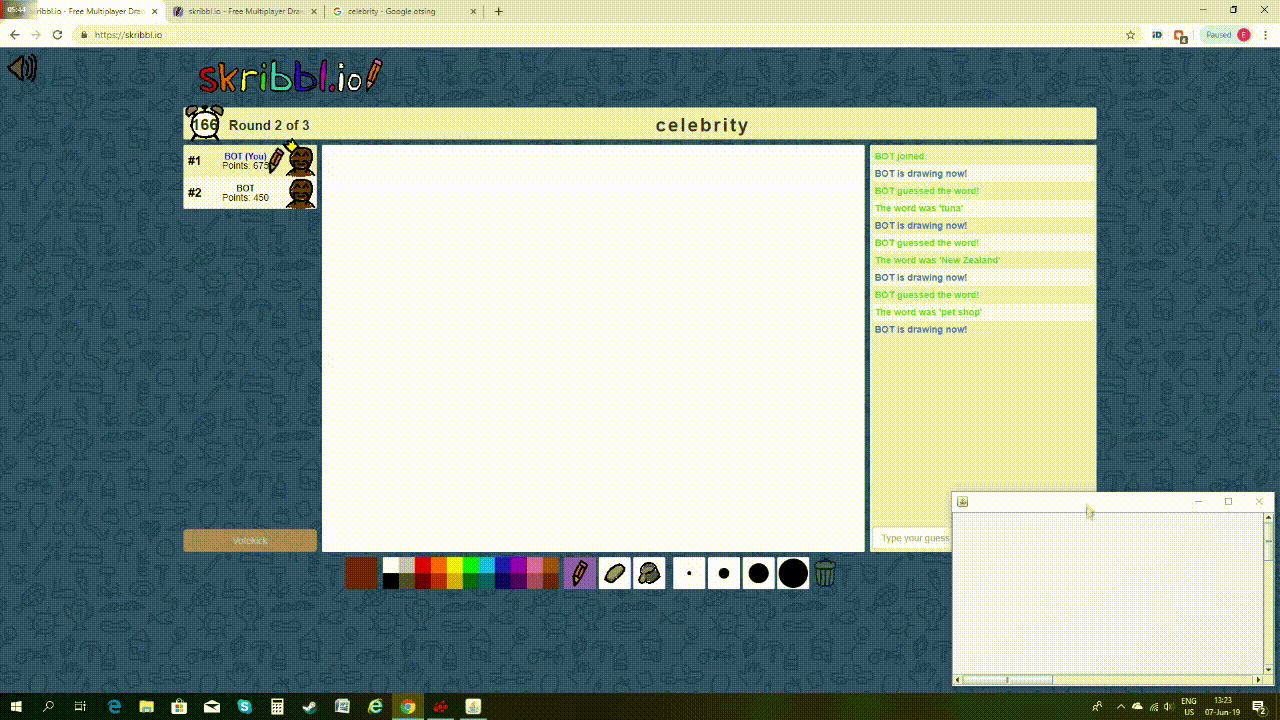 05:44
ribbl.io - Free Multiplayer Dra
skribbl.io - Free Multiplayer Dra
celebrity - Google otsing
https://skribbl.io
Paused
E
skribbl.io
166
Round 2 of 3
celebrity
#1
BOT (You)
Points: 675
#2
BOT
Points: 450
BOT joined.
BOT is drawing now!
BOT guessed the word!
The word was 'tuna'
BOT is drawing now!
BOT guessed the word!
The word was 'New Zealand'
BOT is drawing now!
BOT guessed the word!
The word was 'pet shop'
BOT is drawing now!
Votekick
Type your guess
ENG
US
13:23
07-Jun-19